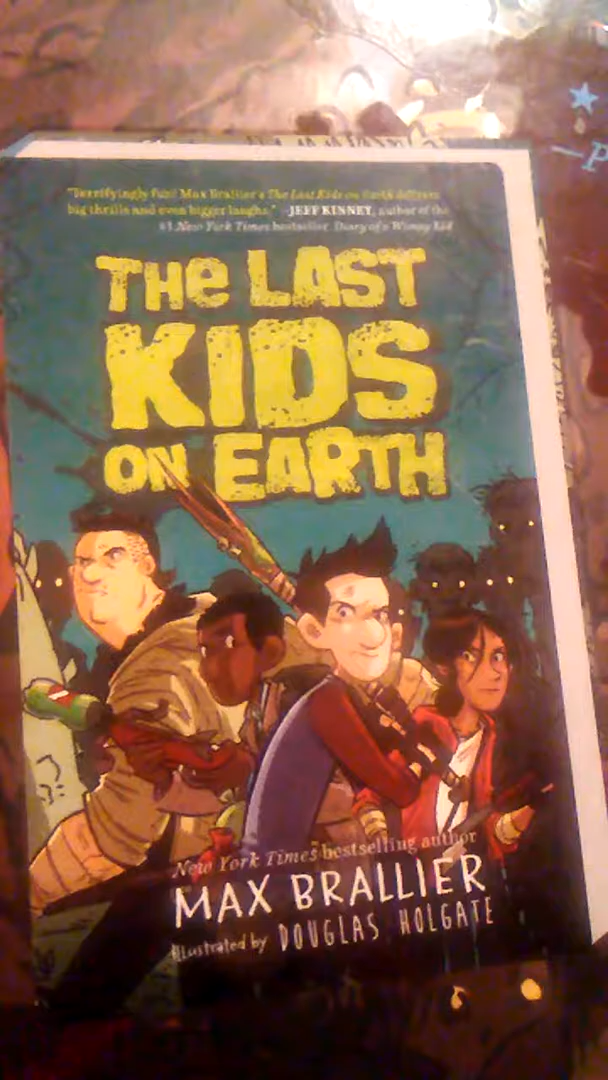 "Terrifyingly fun! Max Brallier's The Last Kids on Earth delivers
big thrills and even bigger laughs." –JEFF KINNEY, author of the
#1 New York Times bestseller Diary of a Wimpy Kid
THE LAST
KIDS
ON EARTH
New York Times bestselling author
MAX BRALLIER
illustrated by DOUGLAS HOLGATE